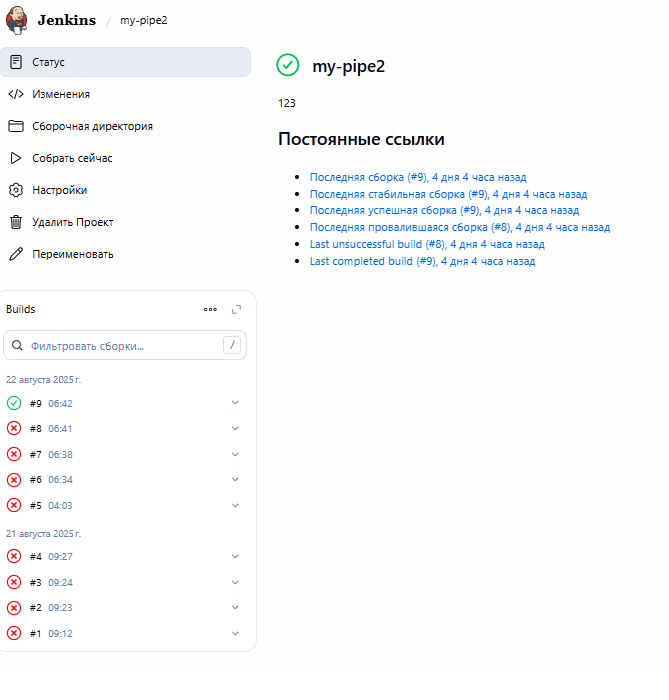 Jenkins / my-pipe2
Статус
Изменения
Сборочная директория
Собрать сейчас
Настройки
Удалить Проект
Переименовать
Builds
Фильтровать сборки... /
22 августа 2025 г.
#9 06:42
#8 06:41
#7 06:38
#6 06:34
#5 04:03
21 августа 2025 г.
#4 09:27
#3 09:24
#2 09:23
#1 09:12
my-pipe2
123
Постоянные ссылки
Последняя сборка (#9), 4 дня 4 часа назад
Последняя стабильная сборка (#9), 4 дня 4 часа назад
Последняя успешная сборка (#9), 4 дня 4 часа назад
Последняя провалившаяся сборка (#8), 4 дня 4 часа назад
Last unsuccessful build (#8), 4 дня 4 часа назад
Last completed build (#9), 4 дня 4 часа назад